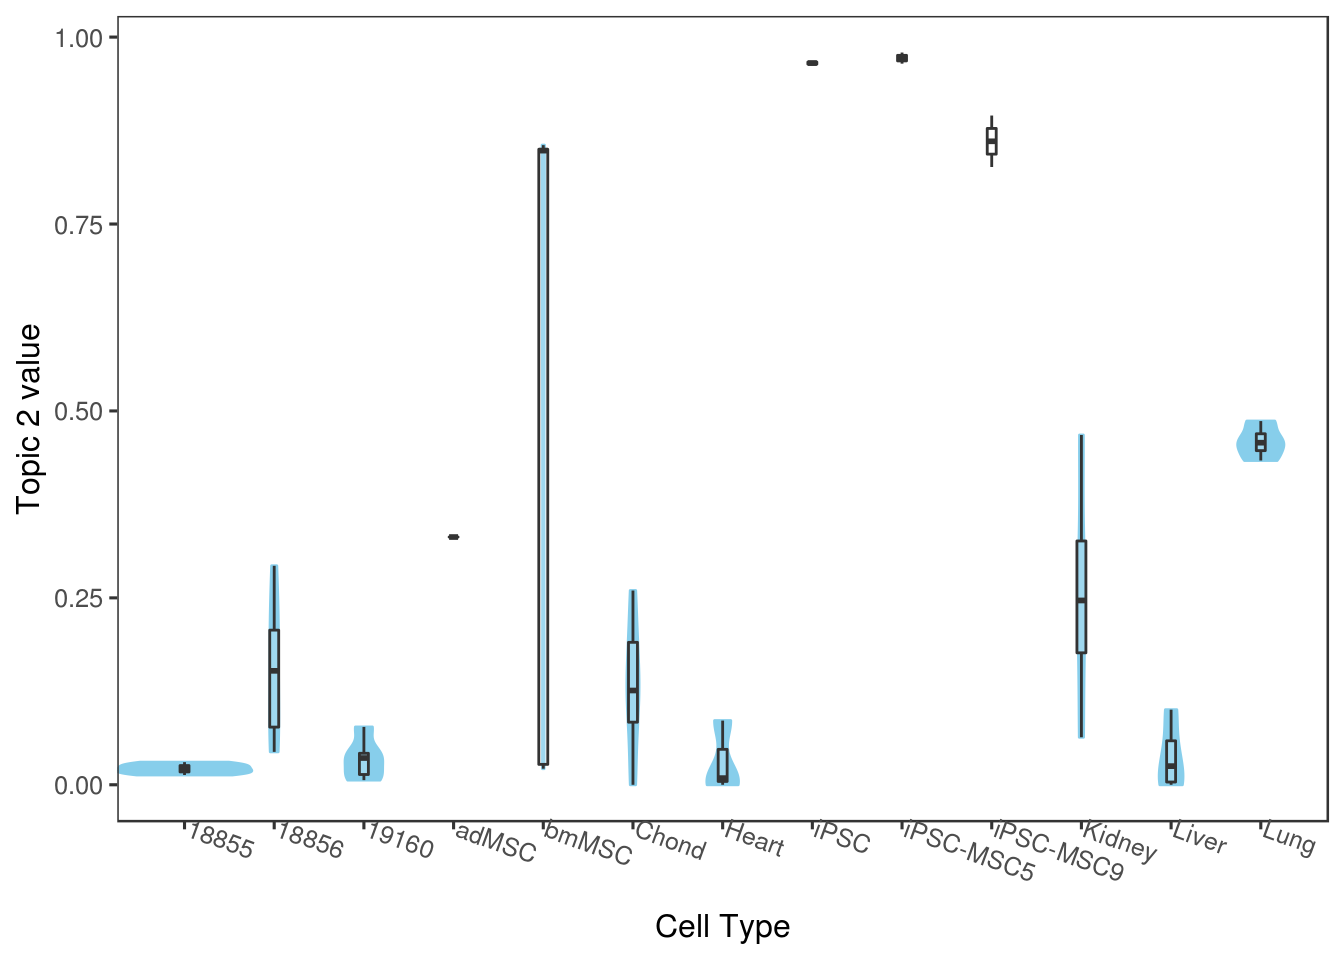 1.00
0.75
0.50
0.25
0.00
Topic 2 value
18855
18856
19160
adMSC
bmMSC
Chond
Heart
iPSC
iPSC-MSC5
iPSC-MSC9
Kidney
Liver
Lung
Cell Type